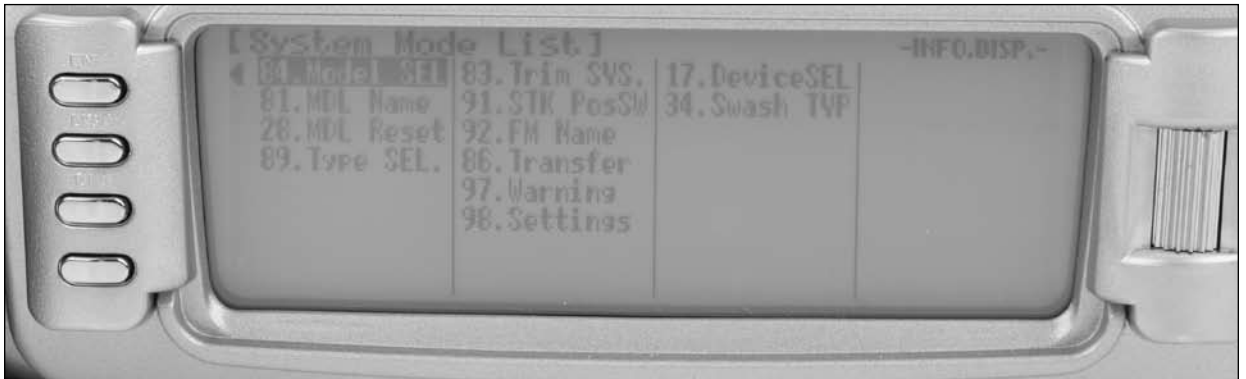 [System Mode List]
-INFO.DISP.-
84.Model SEL
81.MDL Name
28.MDL Reset
89.Type SEL.
83.Trim SYS.
91.STK PosSW
92.FM Name
86.Transfer
97.Warning
98.Settings
17.DeviceSEL
34.Swash TYP